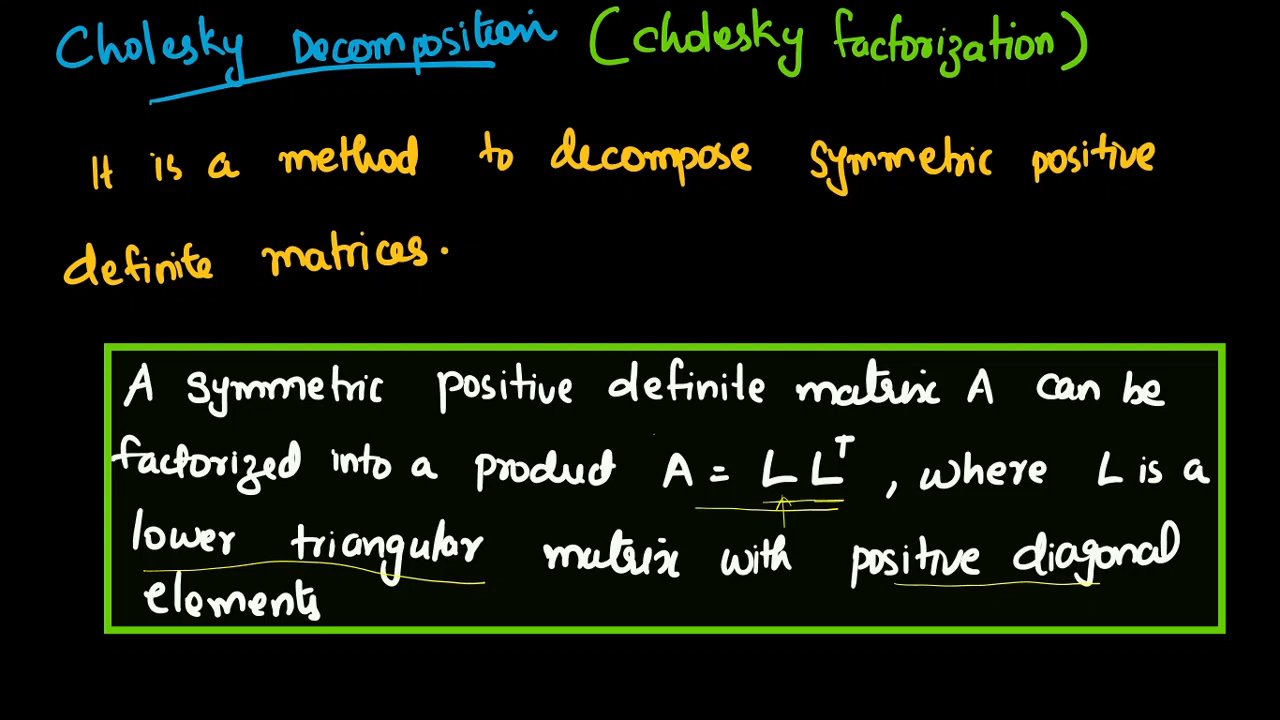 Cholesky Decomposition (cholesky factorization)
It is a method to decompose symmetric positive
definite matrices.
A symmetric positive definite matrix A can be
factorized into a product A = L Lᵀ, where L is a
lower triangular matrix with positive diagonal
elements